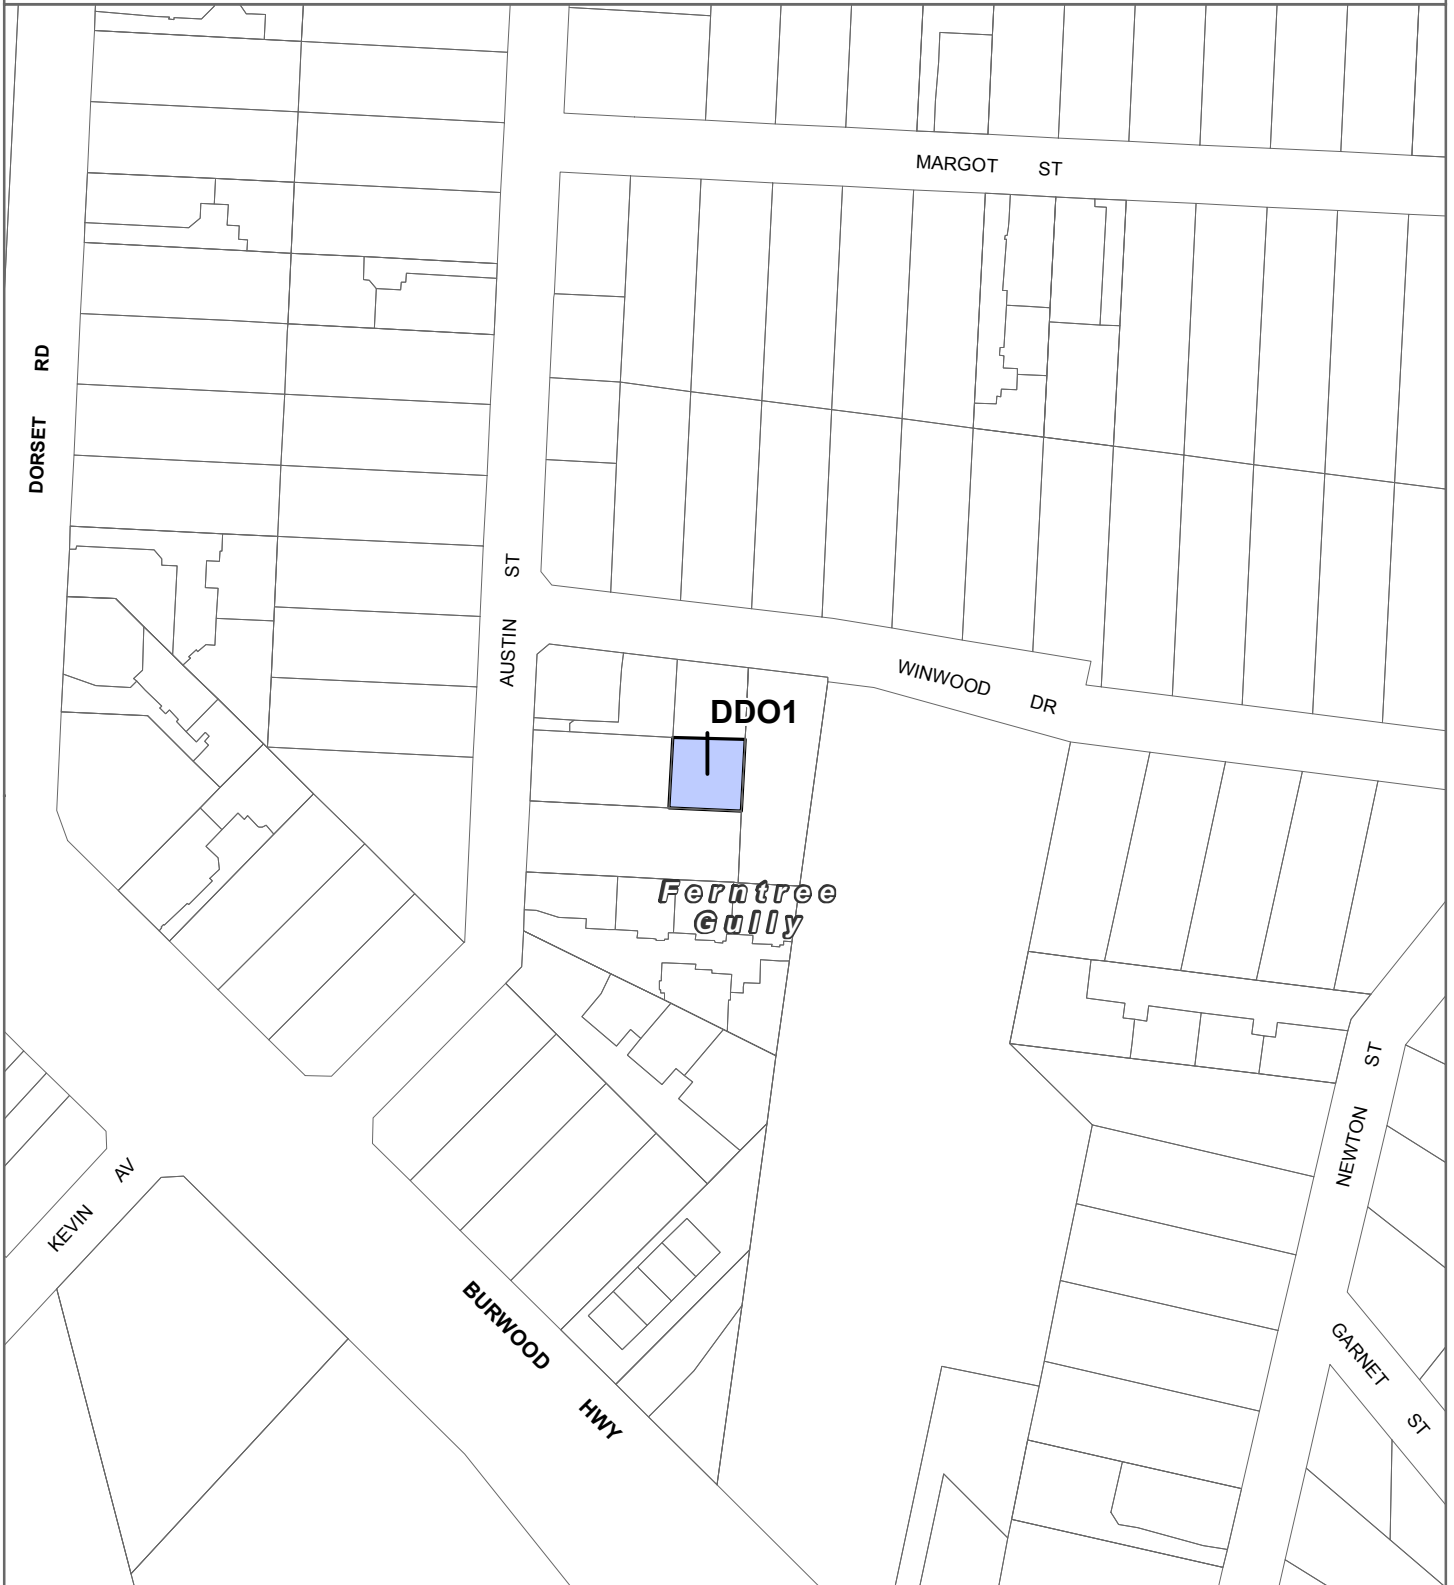 MARGOT ST
DORSET RD
AUSTIN ST
WINWOOD DR
DDO1
Ferntree
Gully
NEWTON ST
KEVIN AV
BURWOOD HWY
GARNET ST